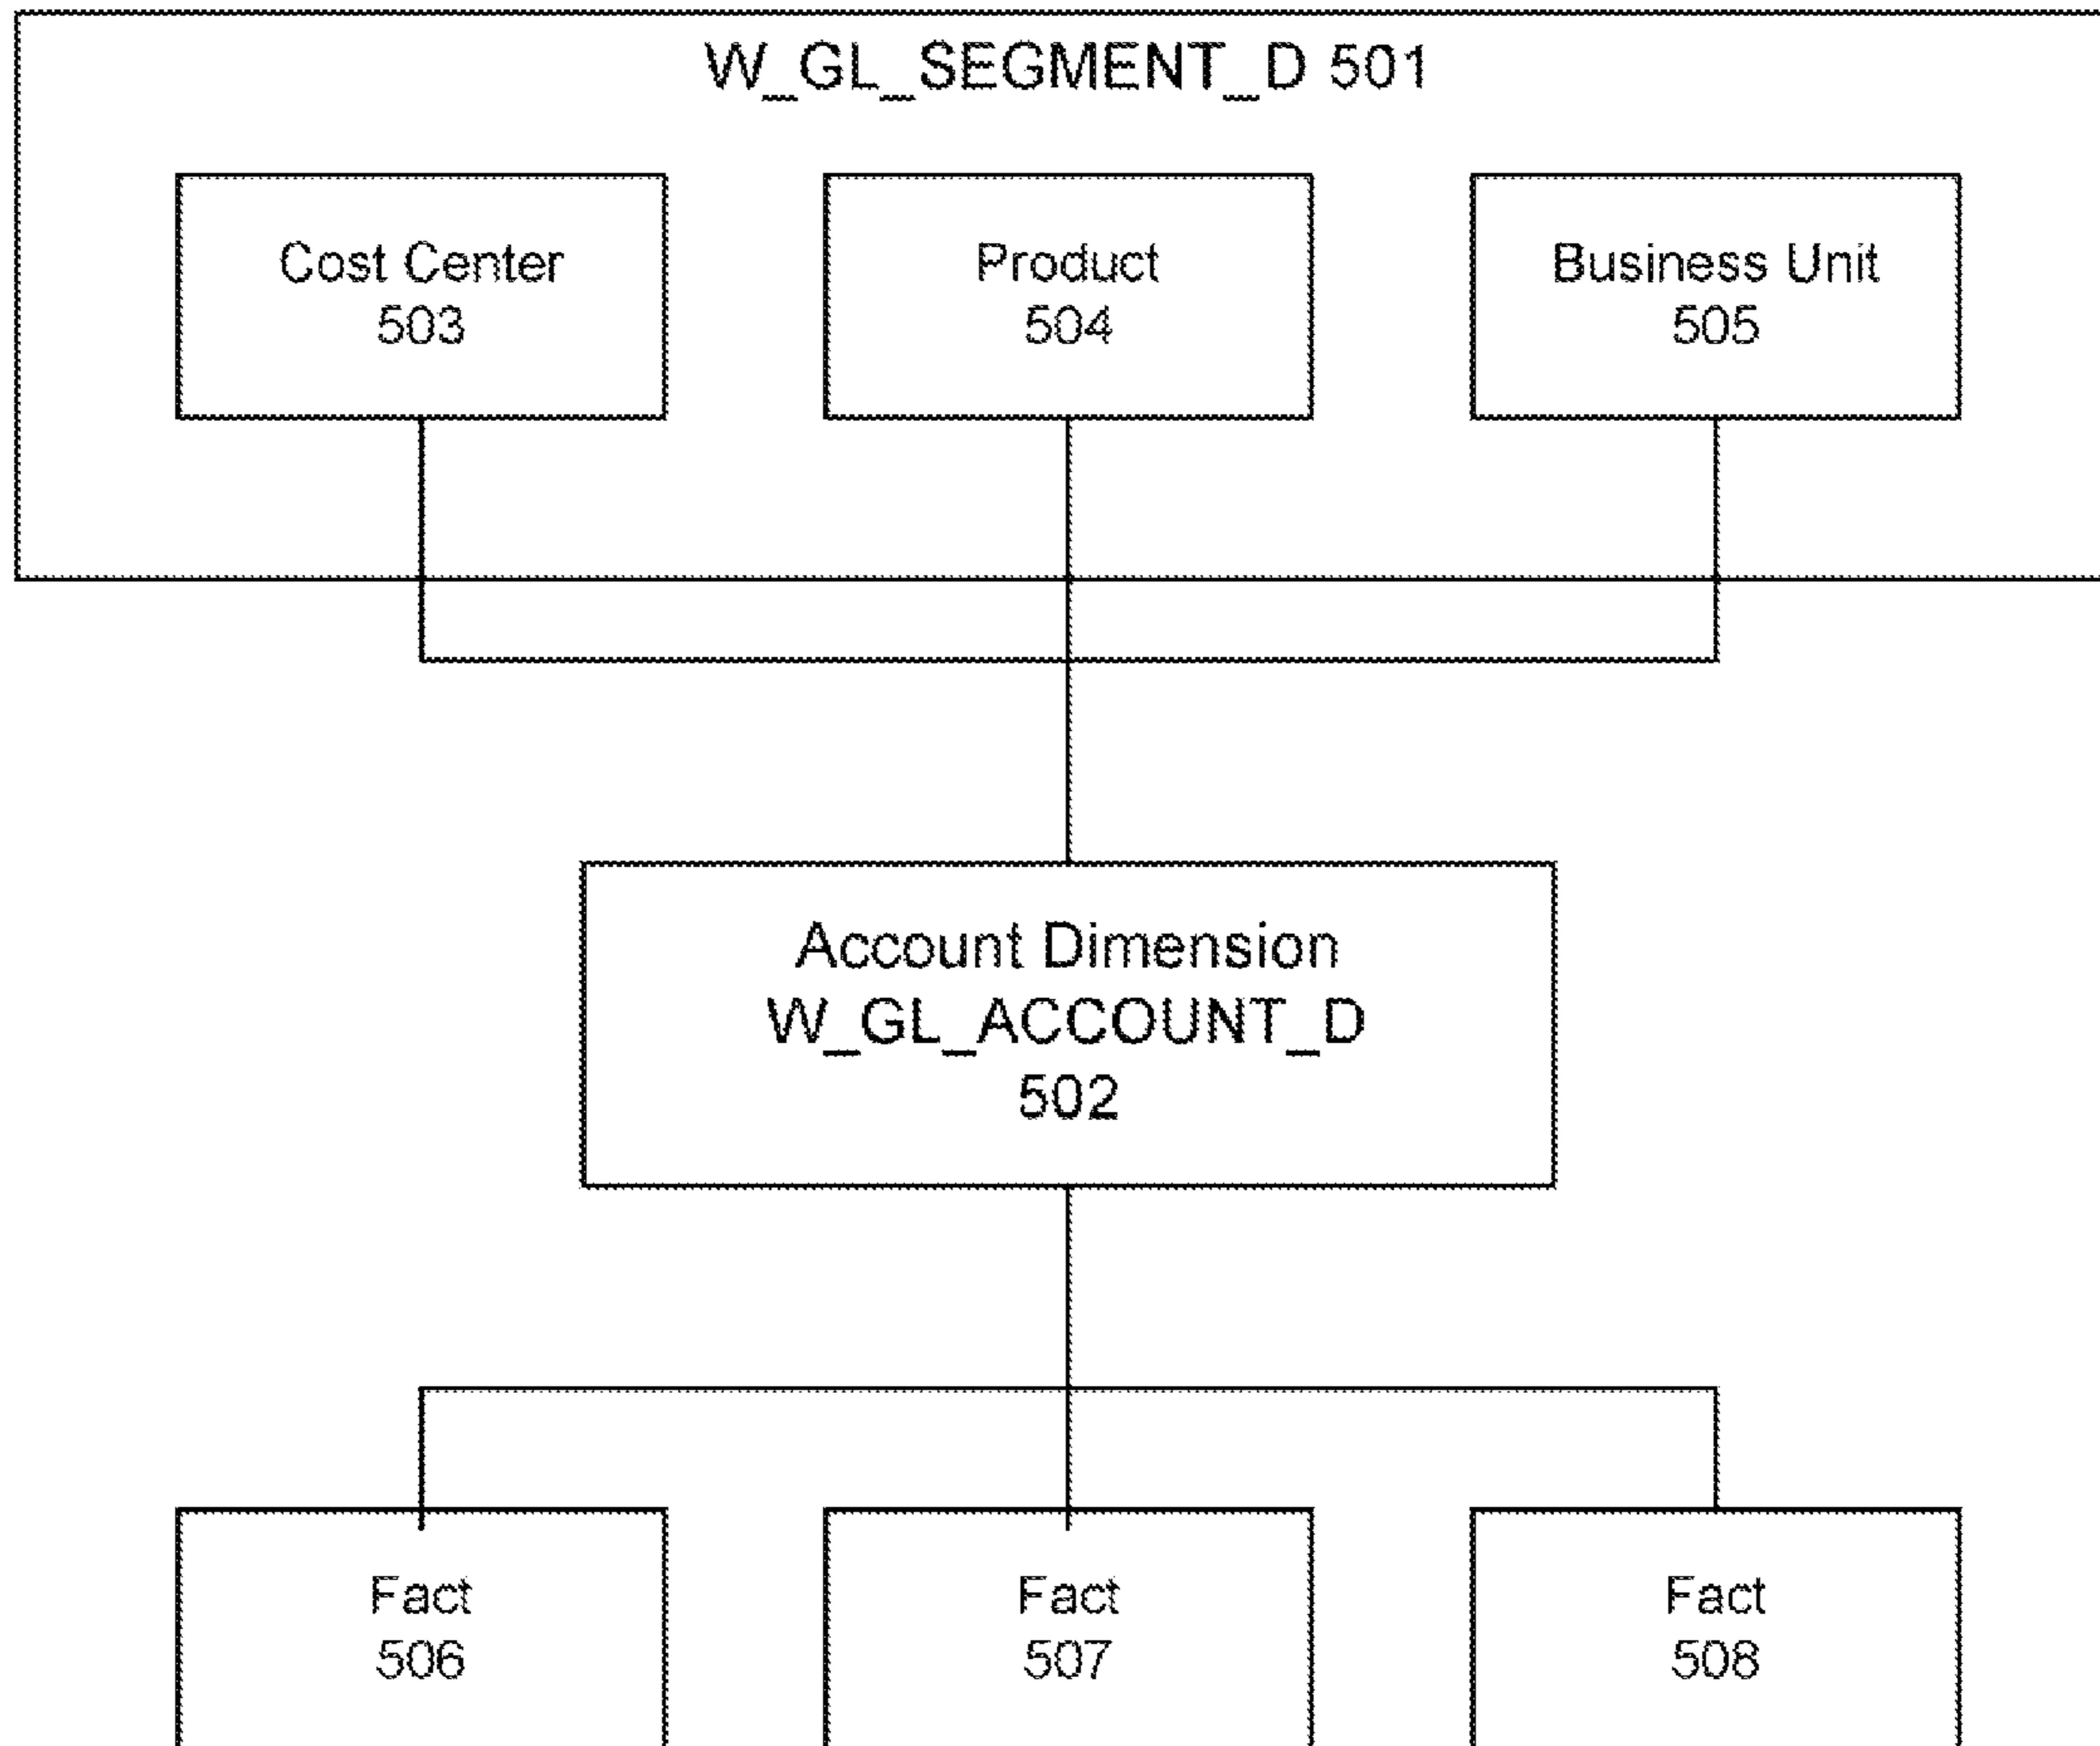 W_GL_SEGMENT_D 501
Cost Center
503
Product
504
Business Unit
505
Account Dimension
W_GL_ACCOUNT_D
502
Fact
506
Fact
507
Fact
508